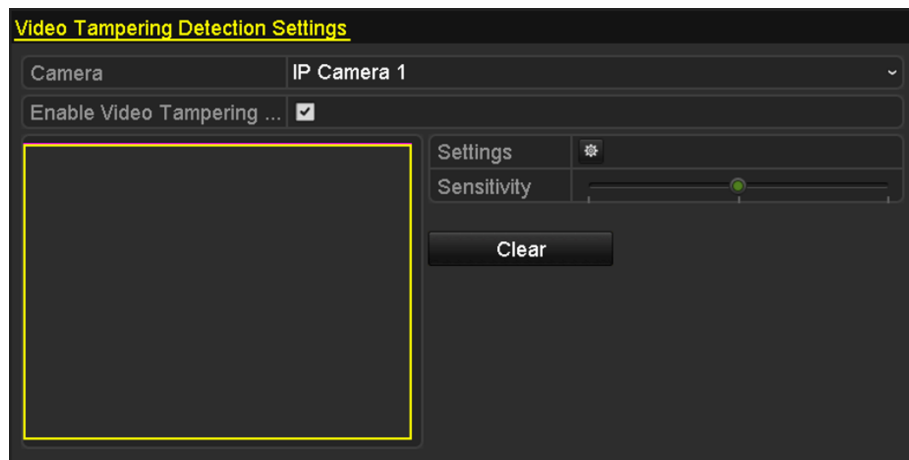 Video Tampering Detection Settings
Camera IP Camera 1
Enable Video Tampering ...
Settings
Sensitivity
Clear